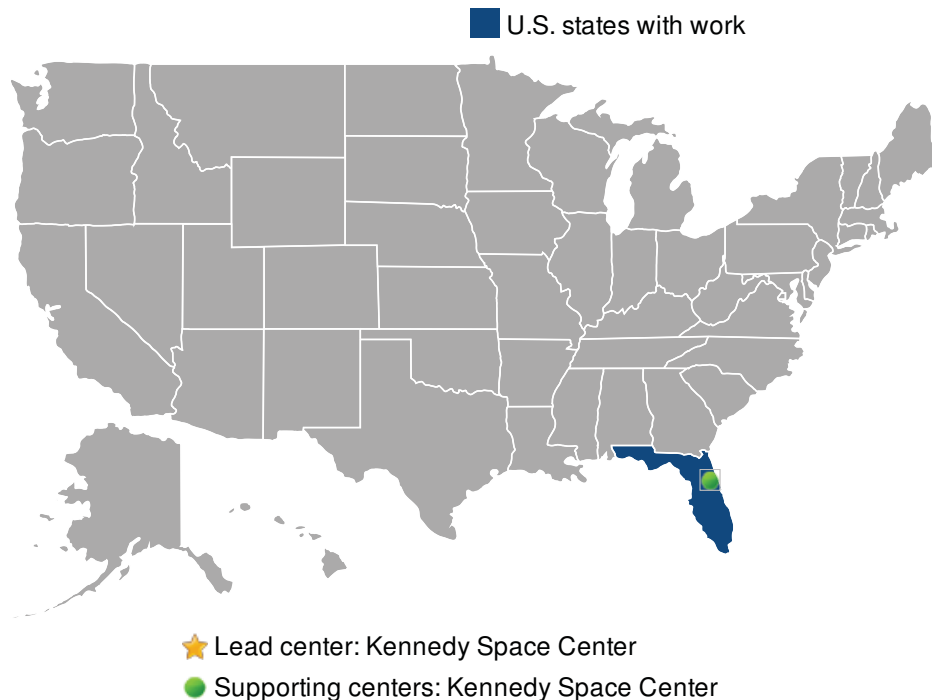 U.S. states with work
Lead center: Kennedy Space Center
Supporting centers: Kennedy Space Center